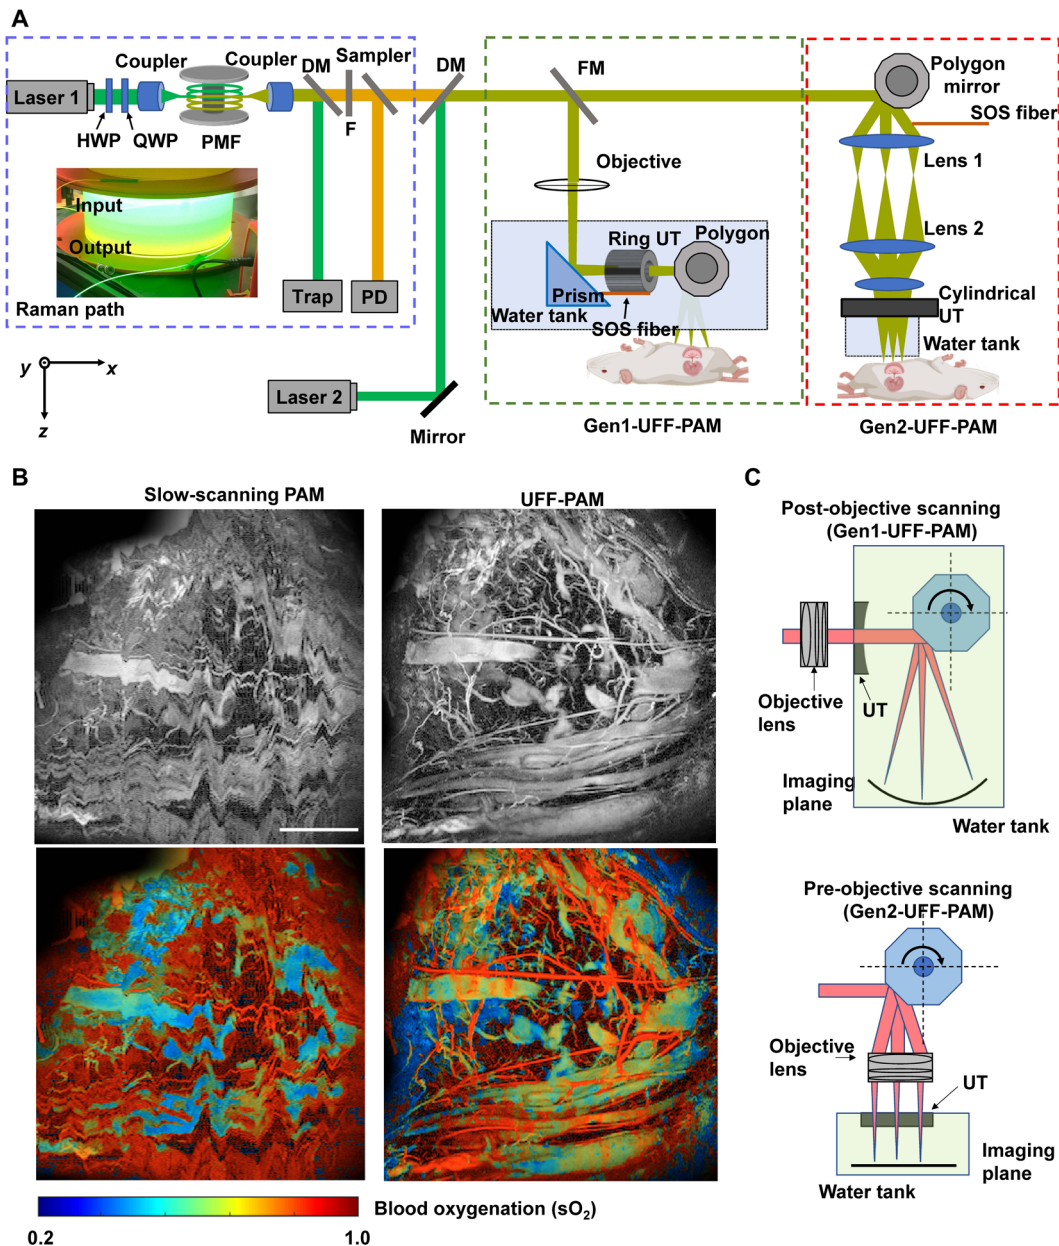 A
Coupler
Coupler
DM
Sampler
DM
FM
Polygon
mirror
SOS fiber
Laser 1
HWP
QWP
PMF
F
Lens 1
Objective
Input
Output
Lens 2
Ring UT
Polygon
Trap
PD
Prism
Water tank
SOS fiber
Cylindrical
UT
Water tank
Raman path
y
x
z
Laser 2
Mirror
Gen1-UFF-PAM
Gen2-UFF-PAM
B
Slow-scanning PAM
UFF-PAM
C
Post-objective scanning
(Gen1-UFF-PAM)
Objective
lens
UT
Imaging
plane
Water tank
Pre-objective scanning
(Gen2-UFF-PAM)
Objective
lens
UT
Imaging
plane
Water tank
Blood oxygenation (sO₂)
0.2
1.0